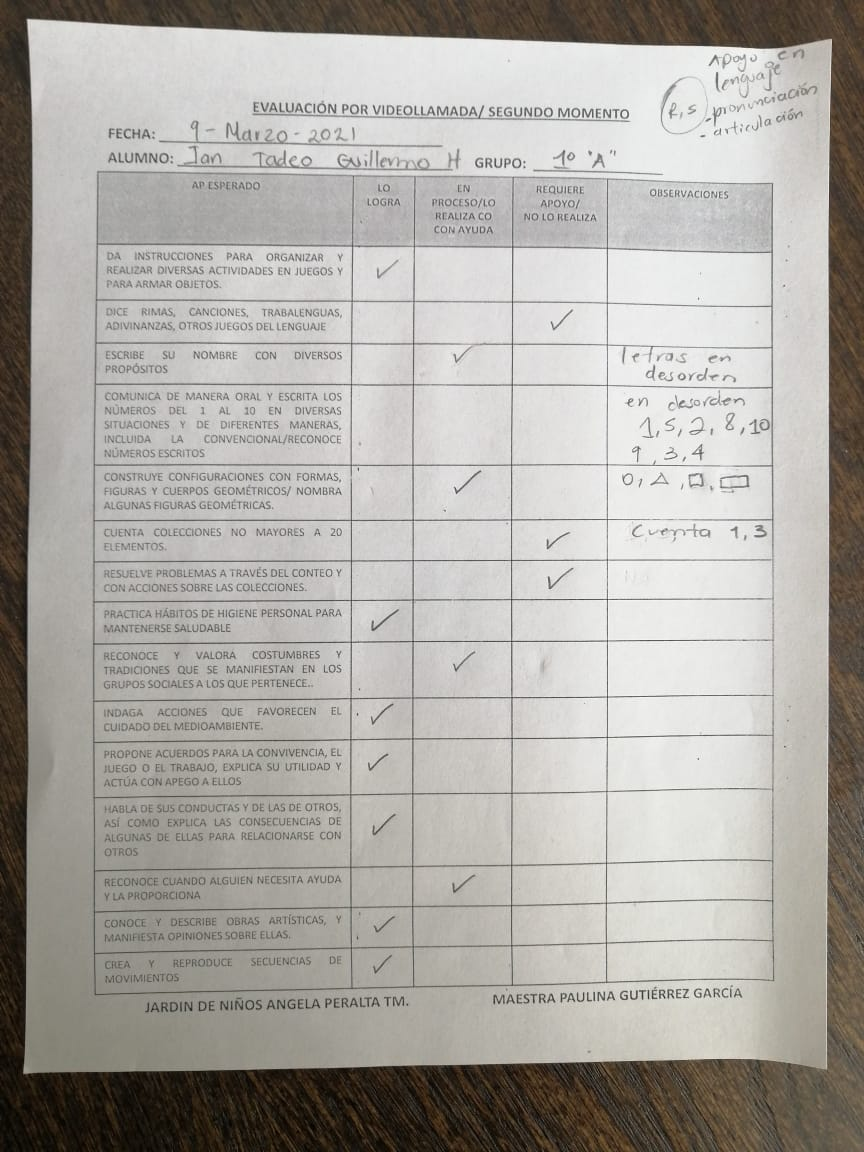 Apoyo en
lenguaje
R, S - pronunciación
- articulación
EVALUACIÓN POR VIDEOLLAMADA/ SEGUNDO MOMENTO
FECHA: 9 - Marzo - 2021
ALUMNO: Ian Tadeo Guillermo H GRUPO: 1º "A"
AP ESPERADO
LO
LOGRA
EN
PROCESO/LO
REALIZA CO
CON AYUDA
REQUIERE
APOYO/
NO LO REALIZA
OBSERVACIONES
DA INSTRUCCIONES PARA ORGANIZAR Y
REALIZAR DIVERSAS ACTIVIDADES EN JUEGOS Y
PARA ARMAR OBJETOS.
✓
DICE RIMAS, CANCIONES, TRABALENGUAS,
ADIVINANZAS, OTROS JUEGOS DEL LENGUAJE
✓
ESCRIBE SU NOMBRE CON DIVERSOS
PROPÓSITOS
✓
letras en
desorden
COMUNICA DE MANERA ORAL Y ESCRITA LOS
NÚMEROS DEL 1 AL 10 EN DIVERSAS
SITUACIONES Y DE DIFERENTES MANERAS,
INCLUIDA LA CONVENCIONAL/RECONOCE
NÚMEROS ESCRITOS
en desorden
1, 5, 2, 8, 10
9, 3, 4
CONSTRUYE CONFIGURACIONES CON FORMAS,
FIGURAS Y CUERPOS GEOMÉTRICOS/ NOMBRA
ALGUNAS FIGURAS GEOMÉTRICAS.
✓
CUENTA COLECCIONES NO MAYORES A 20
ELEMENTOS.
✓
Cuenta 1, 3
RESUELVE PROBLEMAS A TRAVÉS DEL CONTEO Y
CON ACCIONES SOBRE LAS COLECCIONES.
✓
PRACTICA HÁBITOS DE HIGIENE PERSONAL PARA
MANTENERSE SALUDABLE
✓
RECONOCE Y VALORA COSTUMBRES Y
TRADICIONES QUE SE MANIFIESTAN EN LOS
GRUPOS SOCIALES A LOS QUE PERTENECE..
✓
INDAGA ACCIONES QUE FAVORECEN EL
CUIDADO DEL MEDIOAMBIENTE.
✓
PROPONE ACUERDOS PARA LA CONVIVENCIA, EL
JUEGO O EL TRABAJO, EXPLICA SU UTILIDAD Y
ACTÚA CON APEGO A ELLOS
✓
HABLA DE SUS CONDUCTAS Y DE LAS DE OTROS,
ASÍ COMO EXPLICA LAS CONSECUENCIAS DE
ALGUNAS DE ELLAS PARA RELACIONARSE CON
OTROS
✓
RECONOCE CUANDO ALGUIEN NECESITA AYUDA
Y LA PROPORCIONA
✓
CONOCE Y DESCRIBE OBRAS ARTÍSTICAS, Y
MANIFIESTA OPINIONES SOBRE ELLAS.
✓
CREA Y REPRODUCE SECUENCIAS DE
MOVIMIENTOS
✓
JARDIN DE NIÑOS ANGELA PERALTA TM.
MAESTRA PAULINA GUTIÉRREZ GARCÍA